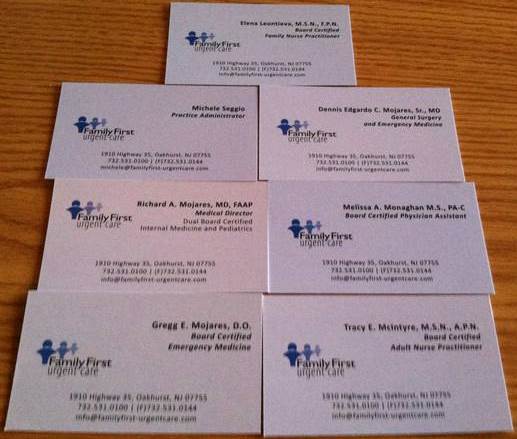 Elena Leontieva, M.S.N., F.P.N.
Board Certified
Family Nurse Practitioner
Family First
urgent care
1910 Highway 35, Oakhurst, NJ 07755
732.531.0100 | (F)732.531.0144
info@familyfirst-urgentcare.com
Michele Seggio
Practice Administrator
Family First
urgent care
1910 Highway 35, Oakhurst, NJ 07755
732.531.0100 | (F)732.531.0144
michele@familyfirst-urgentcare.com
Dennis Edgardo C. Mojares, Sr., MD
General Surgery
and Emergency Medicine
Family First
urgent care
1910 Highway 35, Oakhurst, NJ 07755
732.531.0100 | (F)732.531.0144
info@familyfirst-urgentcare.com
Richard A. Mojares, MD, FAAP
Medical Director
Dual Board Certified
Internal Medicine and Pediatrics
Family First
urgent care
1910 Highway 35, Oakhurst, NJ 07755
732.531.0100 | (F)732.531.0144
info@familyfirst-urgentcare.com
Melissa A. Monaghan M.S., PA-C
Board Certified Physician Assistant
Family First
urgent care
1910 Highway 35, Oakhurst, NJ 07755
732.531.0100 | (F)732.531.0144
info@familyfirst-urgentcare.com
Gregg E. Mojares, D.O.
Board Certified
Emergency Medicine
Family First
urgent care
1910 Highway 35, Oakhurst, NJ 07755
732.531.0100 | (F)732.531.0144
info@familyfirst-urgentcare.com
Tracy E. McIntyre, M.S.N., A.P.N.
Board Certified
Adult Nurse Practitioner
Family First
urgent care
1910 Highway 35, Oakhurst, NJ 07755
732.531.0100 | (F)732.531.0144
info@familyfirst-urgentcare.com